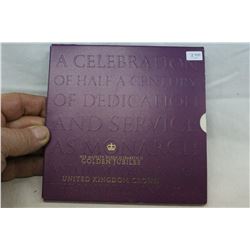 A CELEBRATION
OF HALF A CENTURY
OF DEDICATION
AND SERVICE
AS MONARCH
GOLDEN JUBILEE
UNITED KINGDOM CROWN